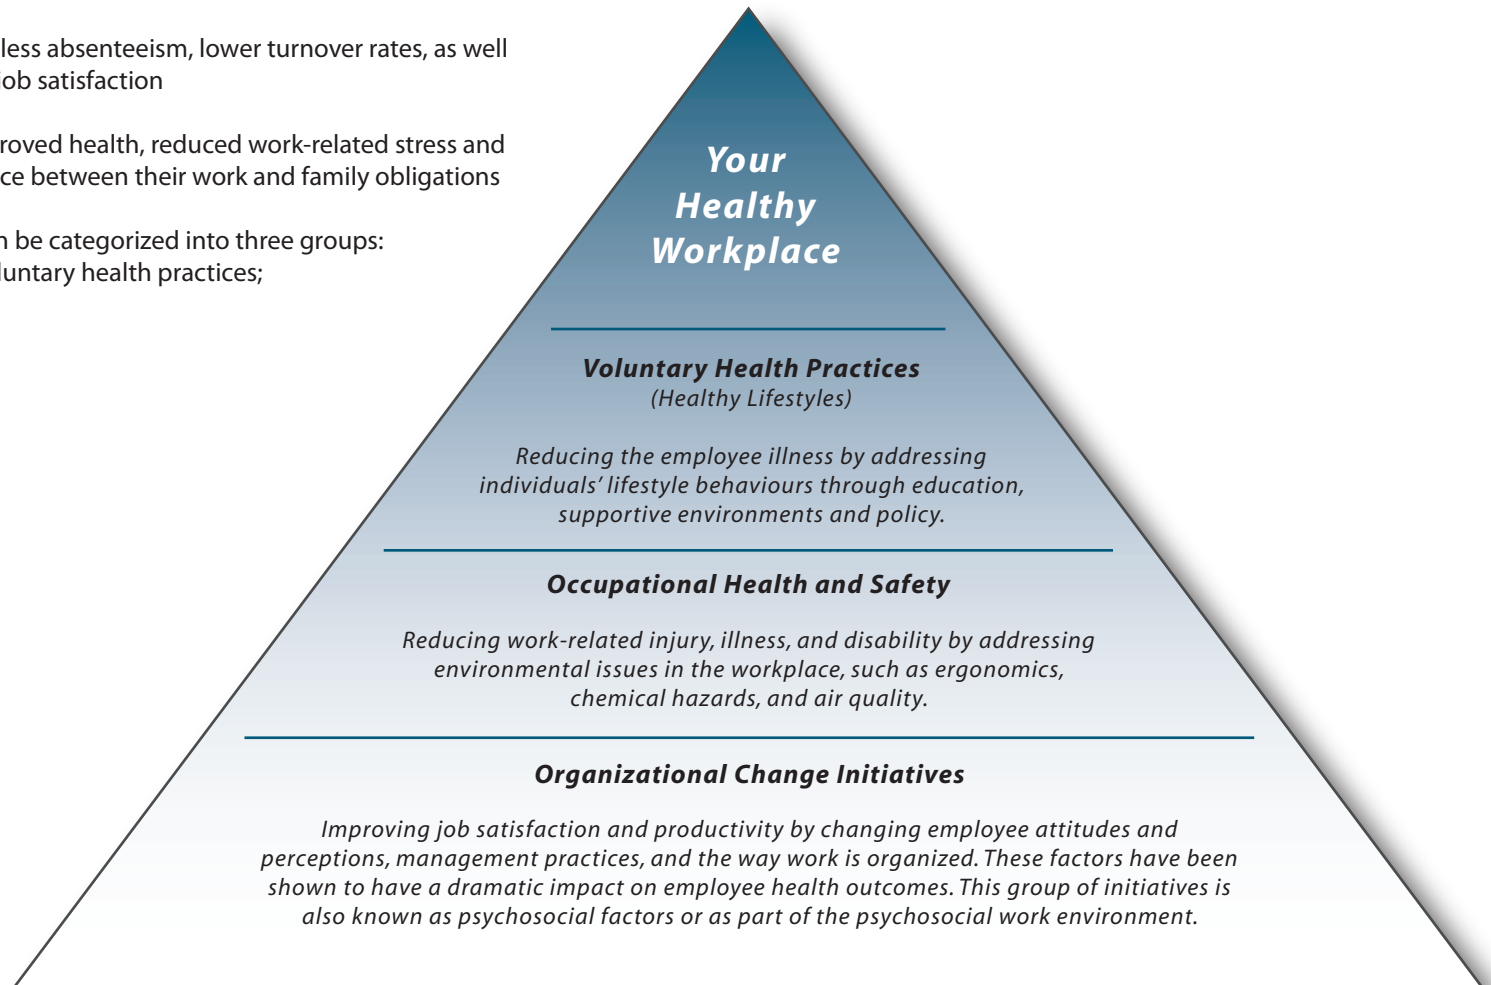 less absenteeism, lower turnover rates, as well
job satisfaction
roved health, reduced work-related stress and
ce between their work and family obligations
n be categorized into three groups:
luntary health practices;
Your
Healthy
Workplace
Voluntary Health Practices
(Healthy Lifestyles)
Reducing the employee illness by addressing
individuals’ lifestyle behaviours through education,
supportive environments and policy.
Occupational Health and Safety
Reducing work-related injury, illness, and disability by addressing
environmental issues in the workplace, such as ergonomics,
chemical hazards, and air quality.
Organizational Change Initiatives
Improving job satisfaction and productivity by changing employee attitudes and
perceptions, management practices, and the way work is organized. These factors have been
shown to have a dramatic impact on employee health outcomes. This group of initiatives is
also known as psychosocial factors or as part of the psychosocial work environment.